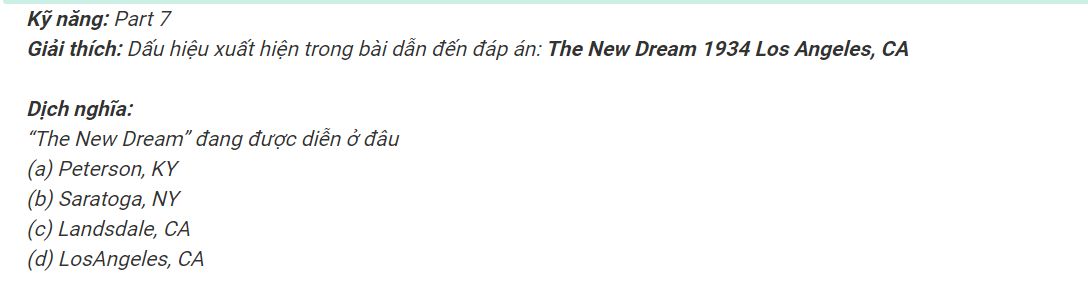 Kỹ năng: Part 7
Giải thích: Dấu hiệu xuất hiện trong bài dẫn đến đáp án: The New Dream 1934 Los Angeles, CA
Dịch nghĩa:
“The New Dream” đang được diễn ở đâu
(a) Peterson, KY
(b) Saratoga, NY
(c) Landsdale, CA
(d) LosAngeles, CA